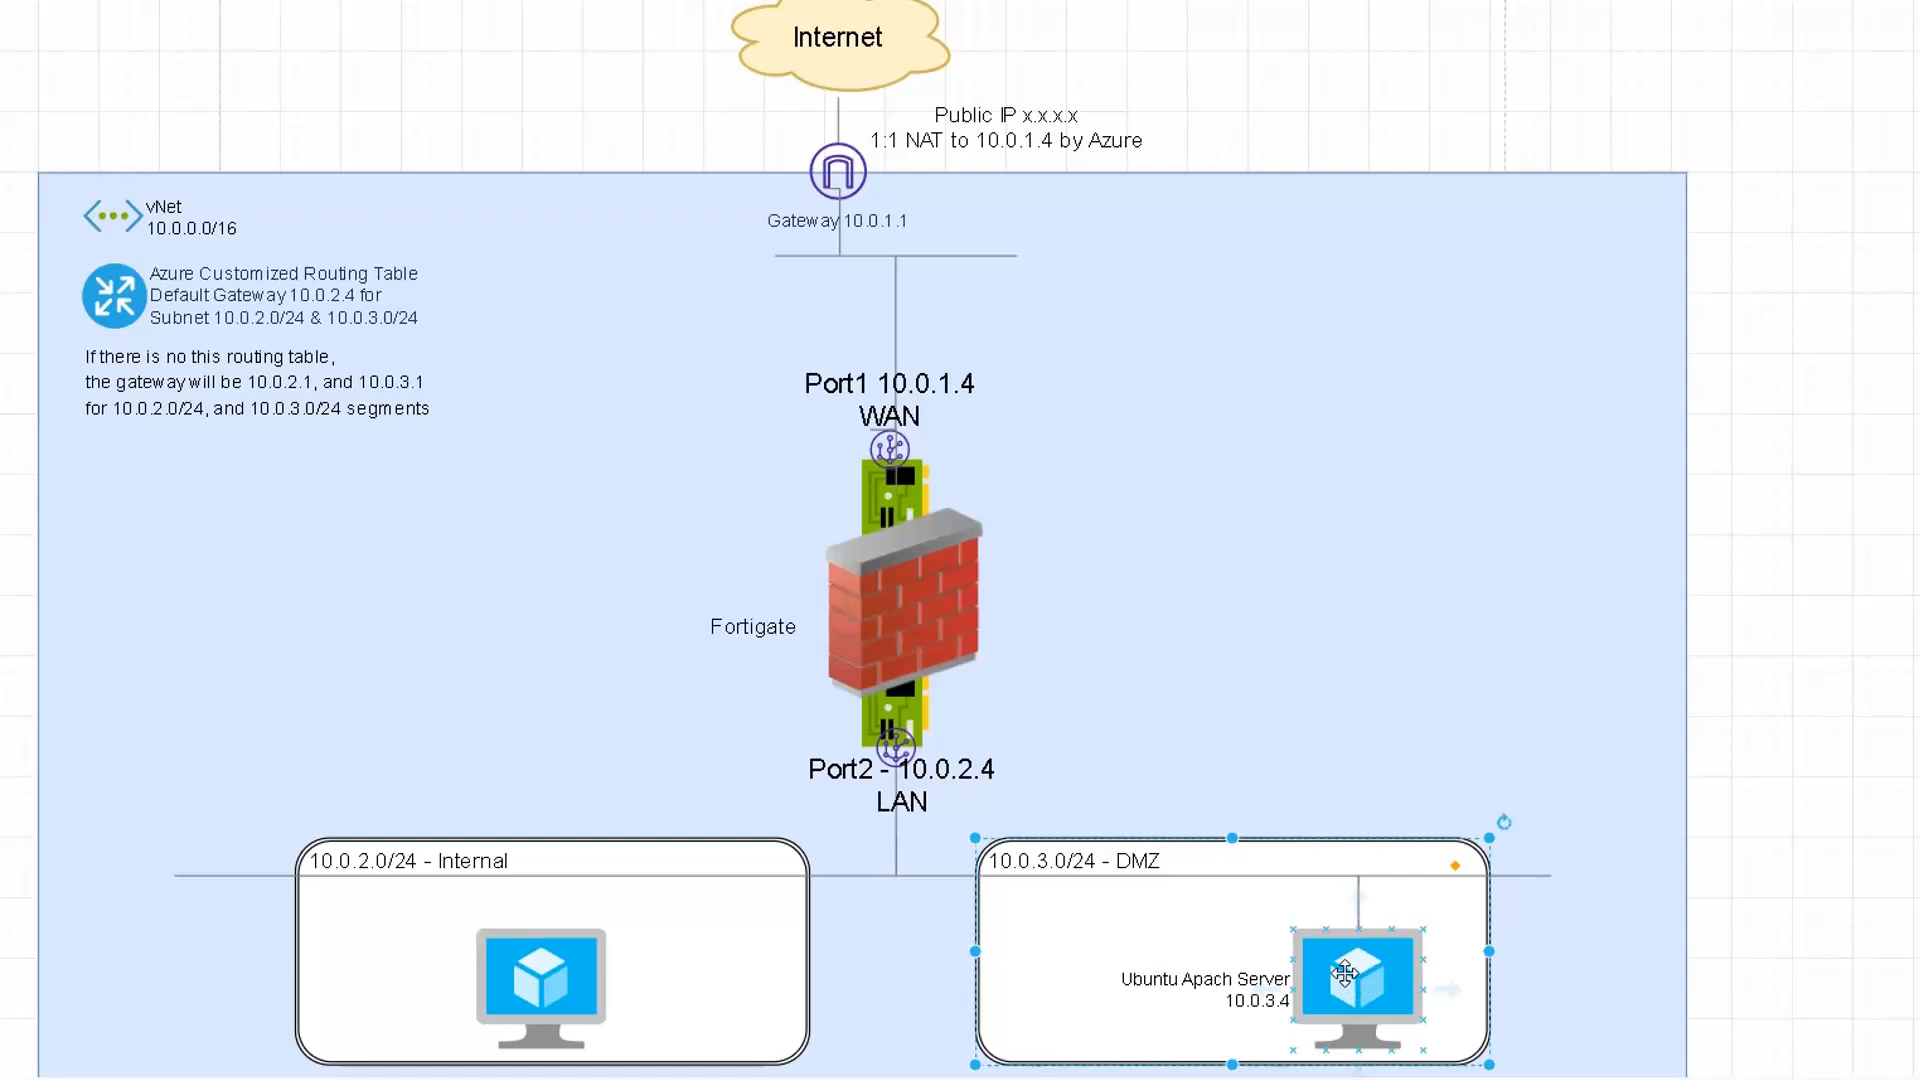 Internet
Public IP x.x.x.x
1:1 NAT to 10.0.1.4 by Azure
vNet
10.0.0.0/16
Gateway 10.0.1.1
Azure Customized Routing Table
Default Gateway 10.0.2.4 for
Subnet 10.0.2.0/24 & 10.0.3.0/24
If there is no this routing table,
the gateway will be 10.0.2.1, and 10.0.3.1
for 10.0.2.0/24, and 10.0.3.0/24 segments
Port1 10.0.1.4
WAN
Fortigate
Port2 - 10.0.2.4
LAN
10.0.2.0/24 - Internal
10.0.3.0/24 - DMZ
Ubuntu Apach Server
10.0.3.4